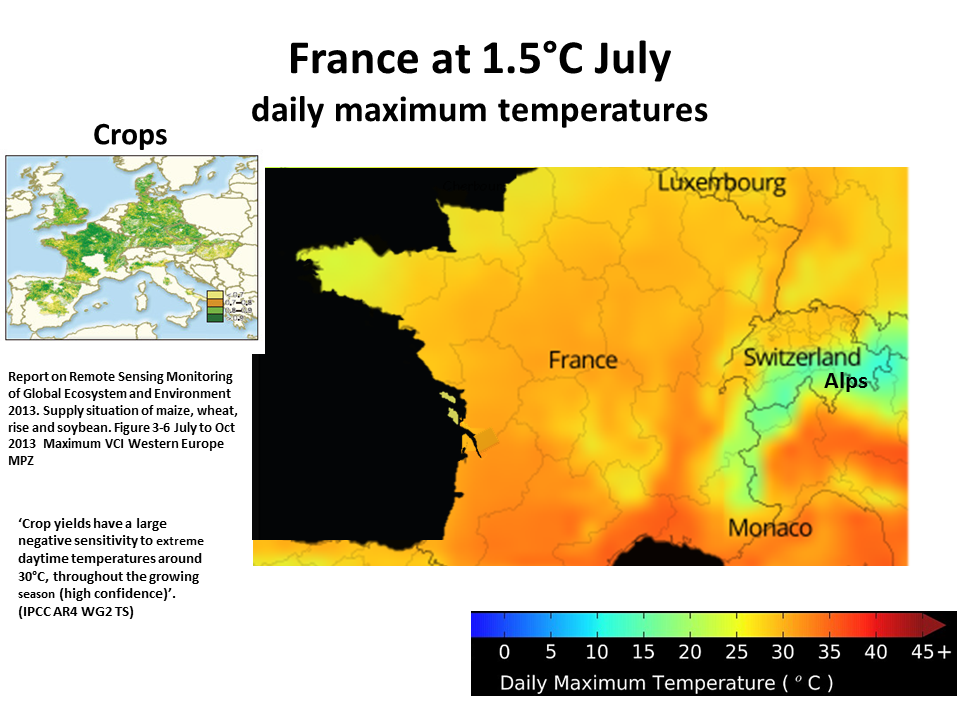 France at 1.5°C July
daily maximum temperatures
Crops
Report on Remote Sensing Monitoring
of Global Ecosystem and Environment
2013. Supply situation of maize, wheat,
rise and soybean. Figure 3-6 July to Oct
2013 Maximum VCI Western Europe
MPZ
‘Crop yields have a large
negative sensitivity to extreme
daytime temperatures around
30°C, throughout the growing
season (high confidence)’.
(IPCC AR4 WG2 TS)
Luxembourg
France
Switzerland
Alps
Monaco
0 5 10 15 20 25 30 35 40 45+
Daily Maximum Temperature ( ° C )